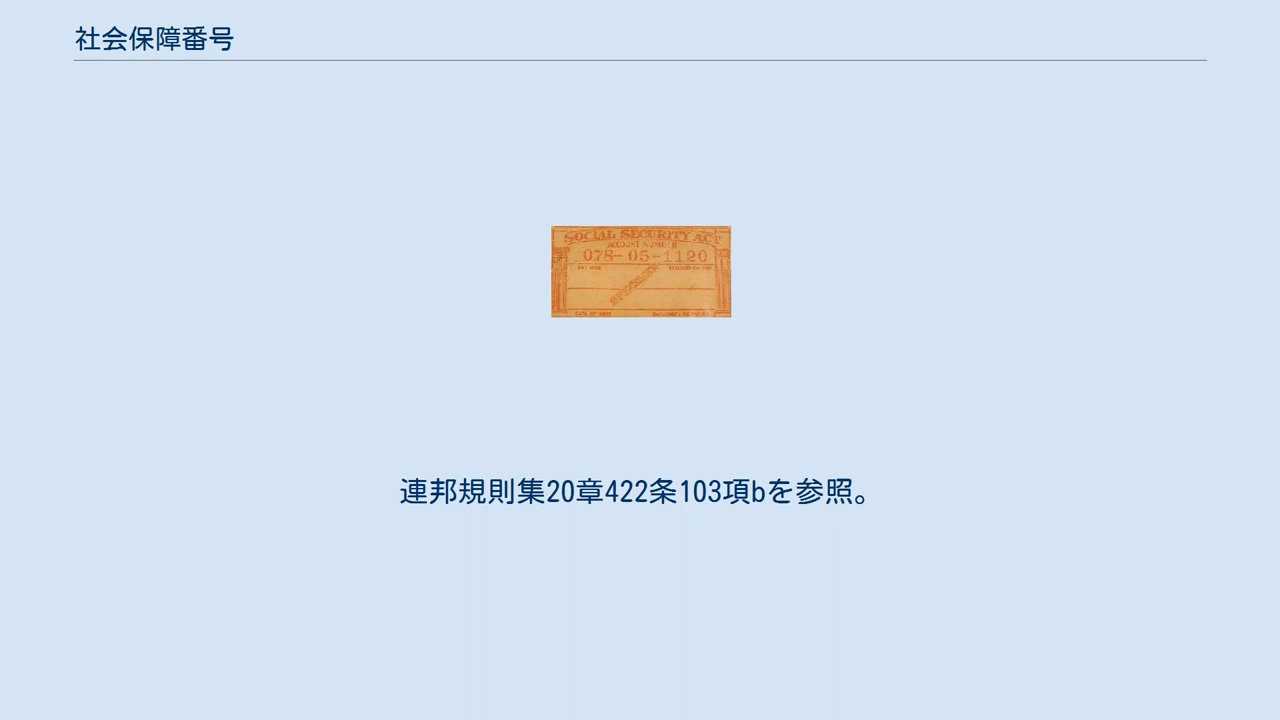 社会保障番号
SOCIAL SECURITY ACT
ACCOUNT NUMBER
078-05-1120
SPECIMEN
連邦規則集20章422条103項bを参照。